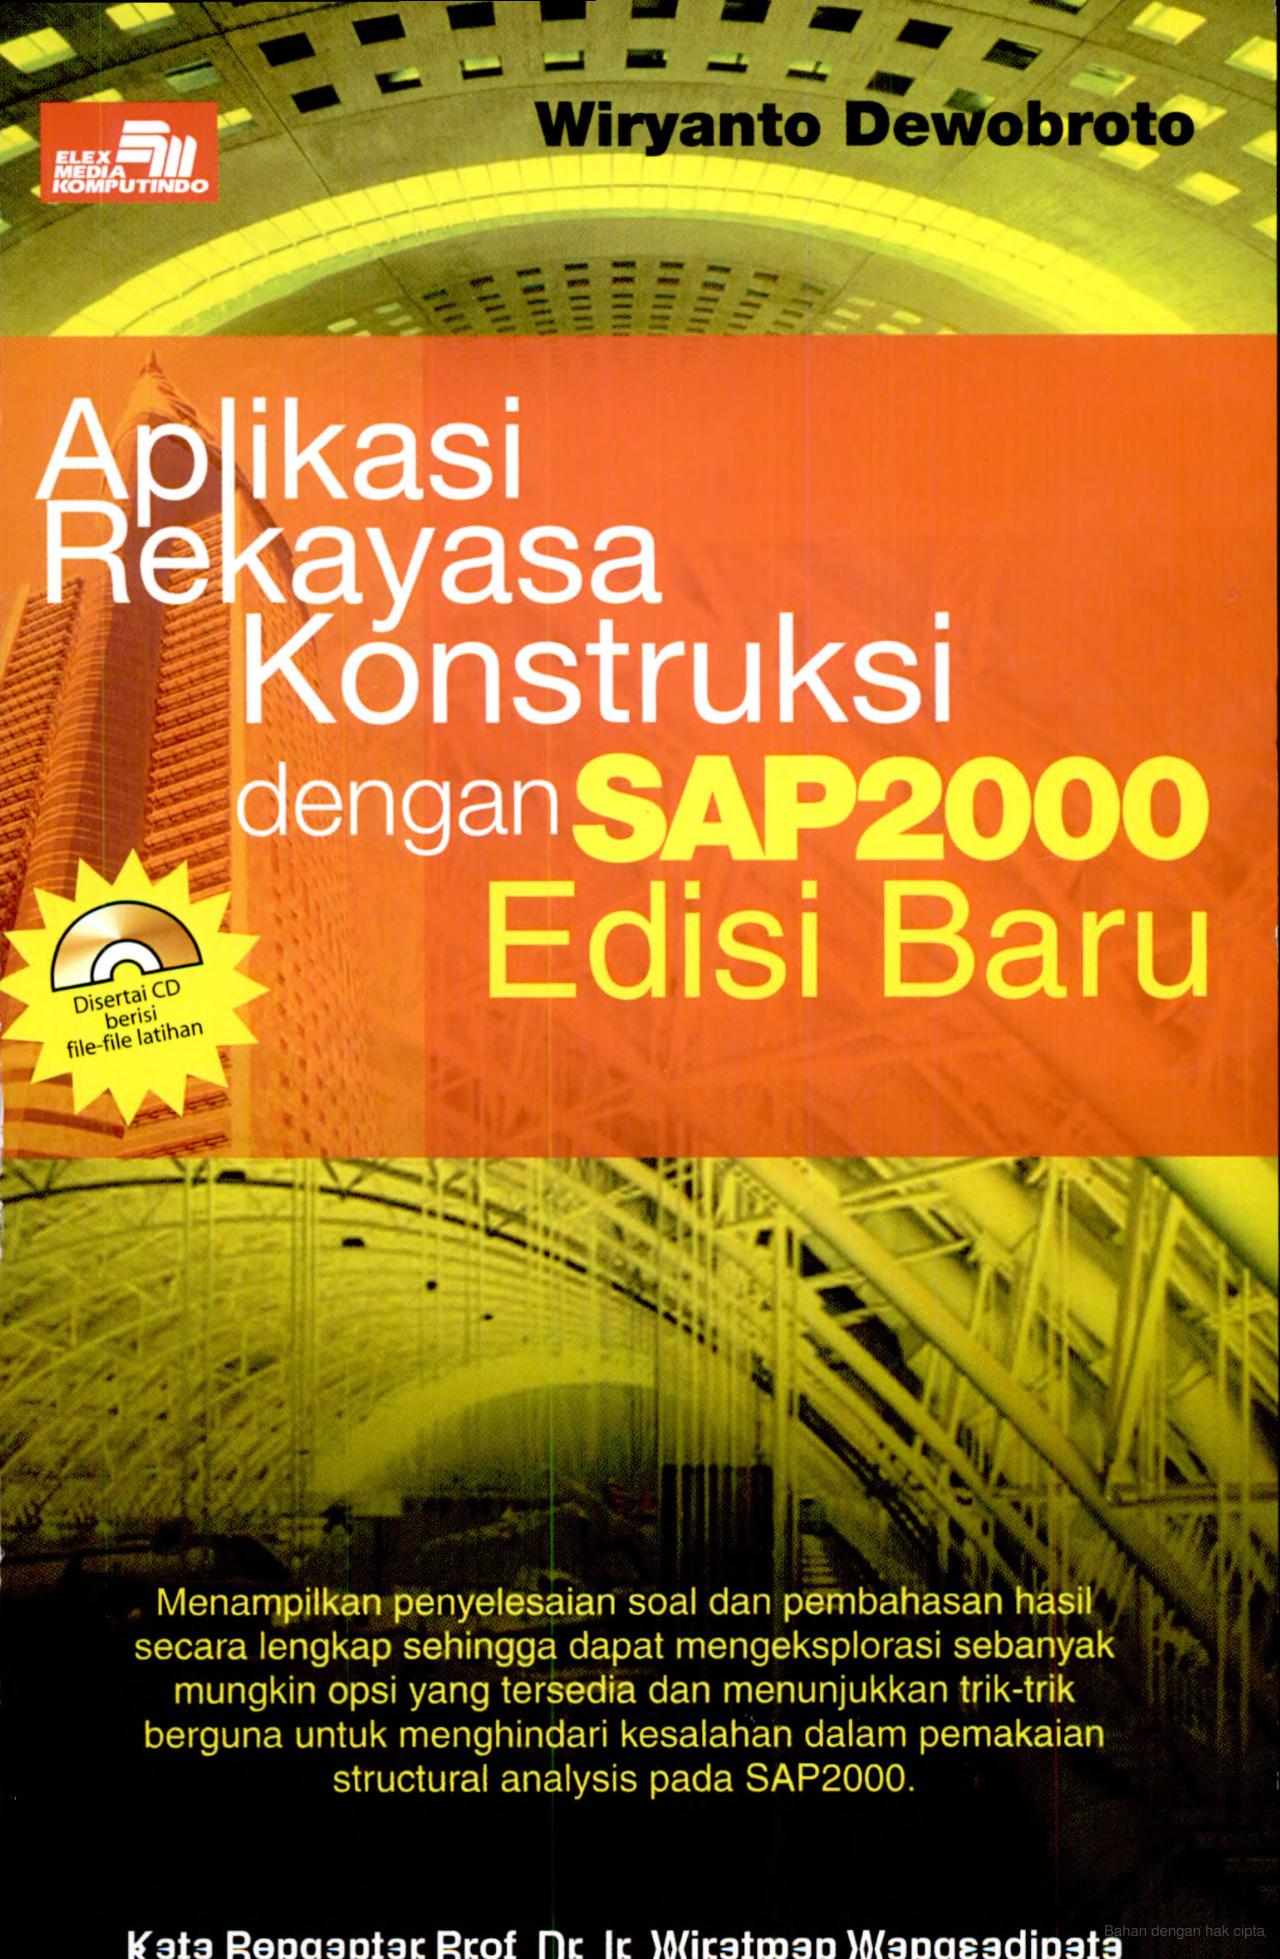 Wiryanto Dewobroto
ELEX
MEDIA
KOMPUTINDO
Aplikasi
Rekayasa
Konstruksi
dengan SAP2000
Edisi Baru
Disertai CD
berisi
file-file latihan
Menampilkan penyelesaian soal dan pembahasan hasil
secara lengkap sehingga dapat mengeksplorasi sebanyak
mungkin opsi yang tersedia dan menunjukkan trik-trik
berguna untuk menghindari kesalahan dalam pemakaian
structural analysis pada SAP2000.
Kata Pengantar Prof. Dr. Ir. Wiratman Wangsadinata
Bahan dengan hak cipta